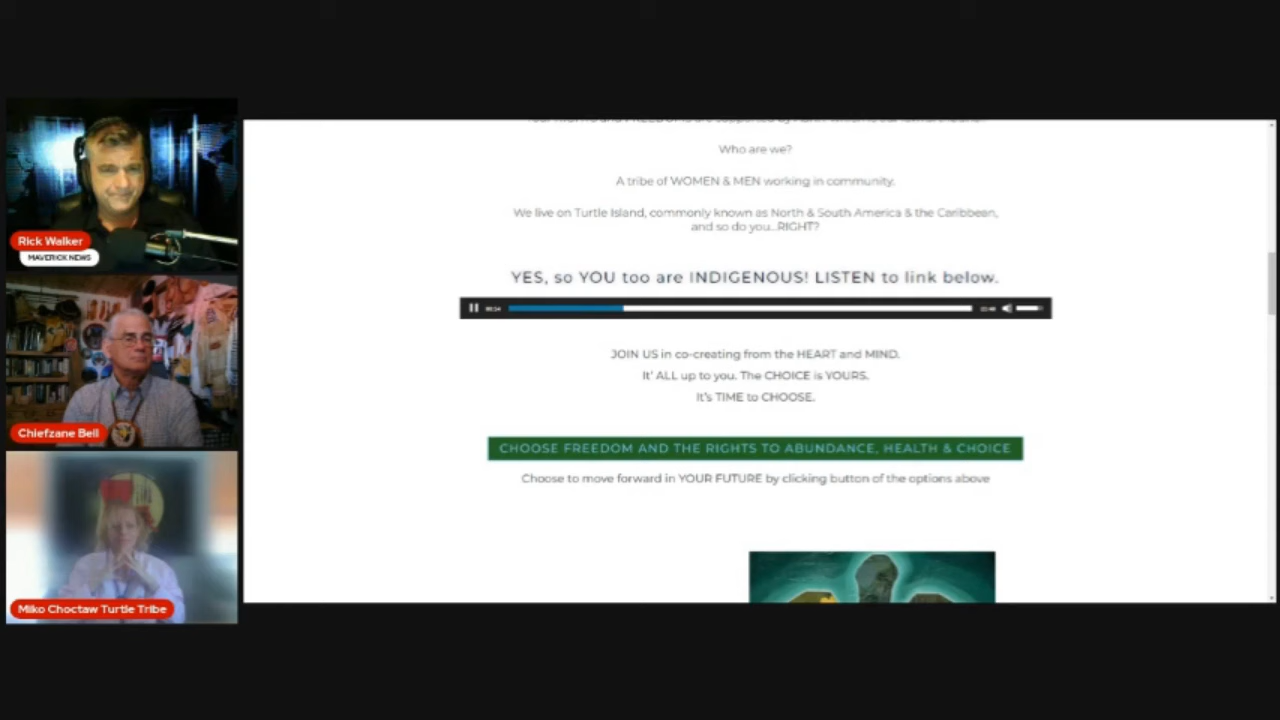 Rick Walker
MAVERICK NEWS
Chiefzane Bell
Miko Choctaw Turtle Tribe
Who are we?
A tribe of WOMEN & MEN working in community.
We live on Turtle Island, commonly known as North & South America & the Caribbean,
and so do you...RIGHT?
YES, so YOU too are INDIGENOUS! LISTEN to link below.
JOIN US in co-creating from the HEART and MIND.
It' ALL up to you. The CHOICE is YOURS.
It's TIME to CHOOSE.
CHOOSE FREEDOM AND THE RIGHTS TO ABUNDANCE, HEALTH & CHOICE
Choose to move forward in YOUR FUTURE by clicking button of the options above